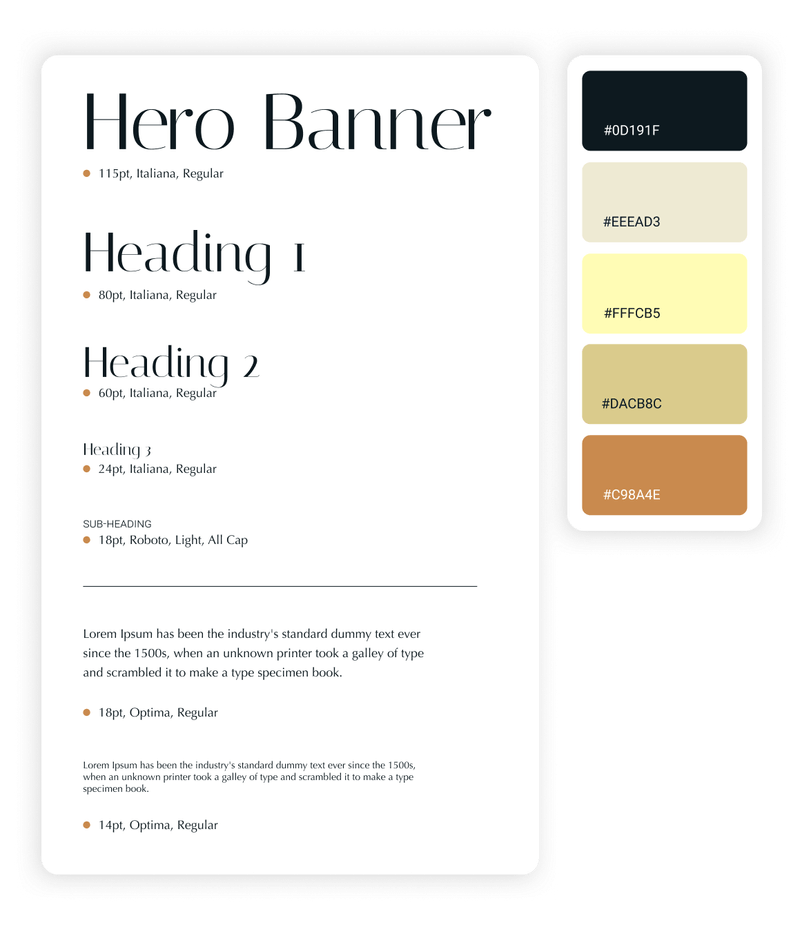 Hero Banner
115pt, Italiana, Regular
Heading 1
80pt, Italiana, Regular
Heading 2
60pt, Italiana, Regular
Heading 3
24pt, Italiana, Regular
SUB-HEADING
18pt, Roboto, Light, All Cap
Lorem Ipsum has been the industry's standard dummy text ever
since the 1500s, when an unknown printer took a galley of type
and scrambled it to make a type specimen book.
18pt, Optima, Regular
Lorem Ipsum has been the industry's standard dummy text ever since the 1500s,
when an unknown printer took a galley of type and scrambled it to make a type
specimen book.
14pt, Optima, Regular
#0D191F
#EEEAD3
#FFFCB5
#DACB8C
#C98A4E